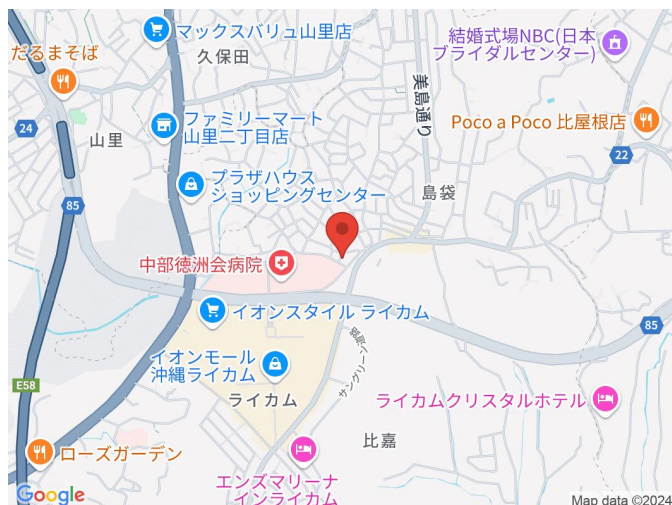 マックスバリュ山里店
久保田
だるまそば
結婚式場NBC(日本
ブライダルセンター)
美島通り
24
山里
ファミリーマート
山里二丁目店
Poco a Poco 比屋根店
22
プラザハウス
ショッピングセンター
島袋
85
中部徳洲会病院
イオンスタイル ライカム
85
イオンモール
沖縄ライカム
サングリーン通線
E58
ライカム
ライカムクリスタルホテル
比嘉
ローズガーデン
エンズマリーナ
インライカム
Google
Map data ©2024